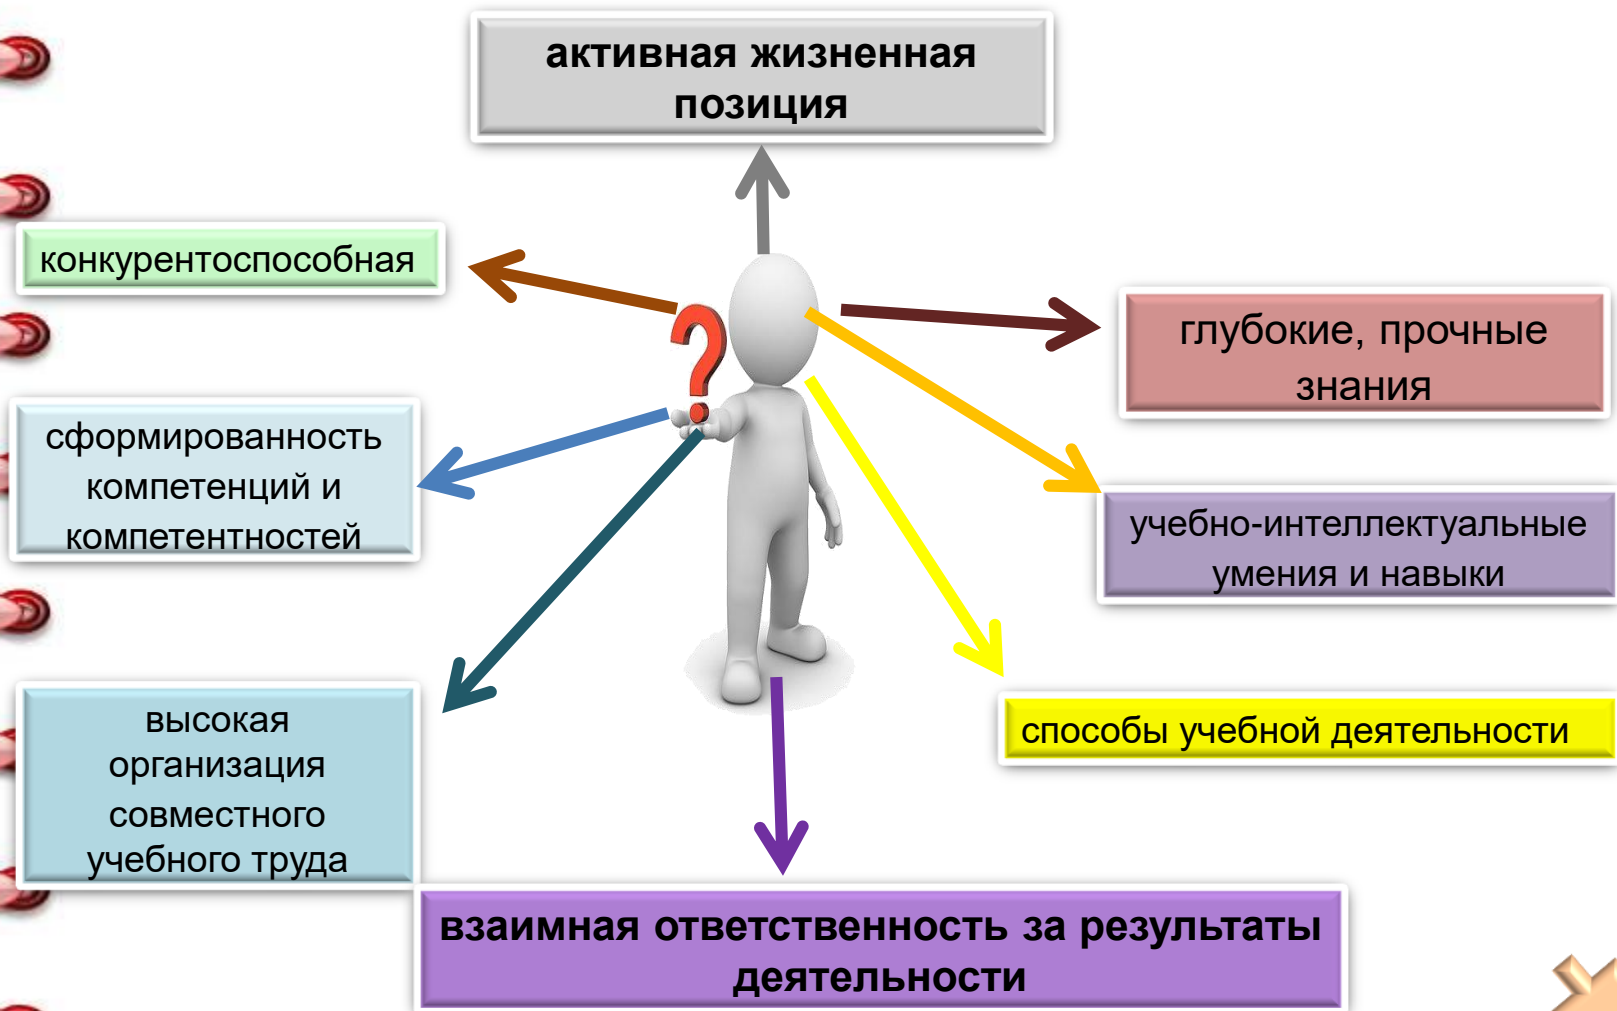 активная жизненная
позиция
конкурентоспособная
глубокие, прочные
знания
сформированность
компетенций и
компетентностей
учебно-интеллектуальные
умения и навыки
высокая
организация
совместного
учебного труда
способы учебной деятельности
взаимная ответственность за результаты
деятельности